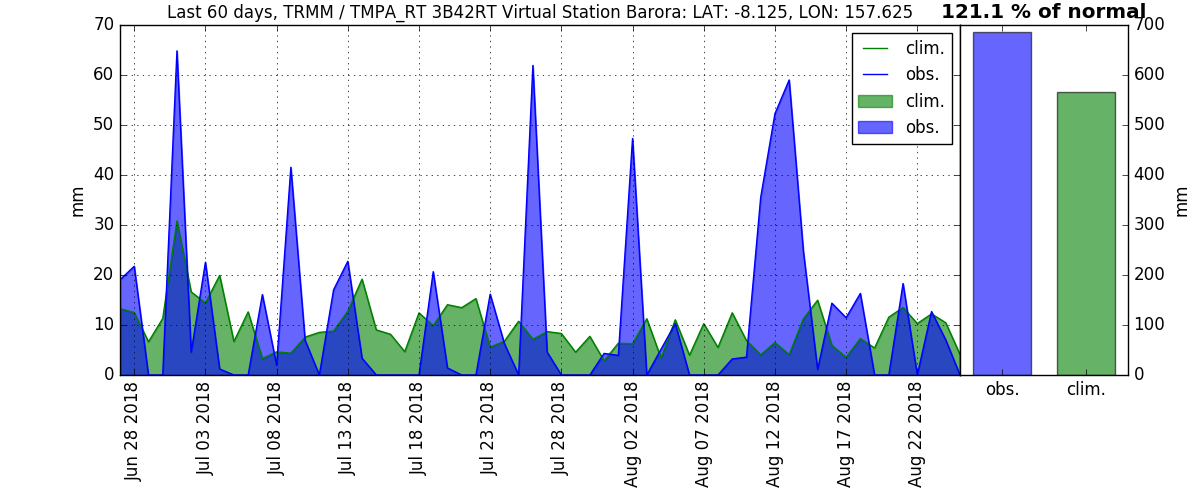 Last 60 days, TRMM / TMPA_RT 3B42RT Virtual Station Barora: LAT: -8.125, LON: 157.625
121.1 % of normal
70
60
50
40
30
20
10
0
mm
clim.
obs.
clim.
obs.
700
600
500
400
300
200
100
0
mm
Jun 28 2018
Jul 03 2018
Jul 08 2018
Jul 13 2018
Jul 18 2018
Jul 23 2018
Jul 28 2018
Aug 02 2018
Aug 07 2018
Aug 12 2018
Aug 17 2018
Aug 22 2018
obs.
clim.